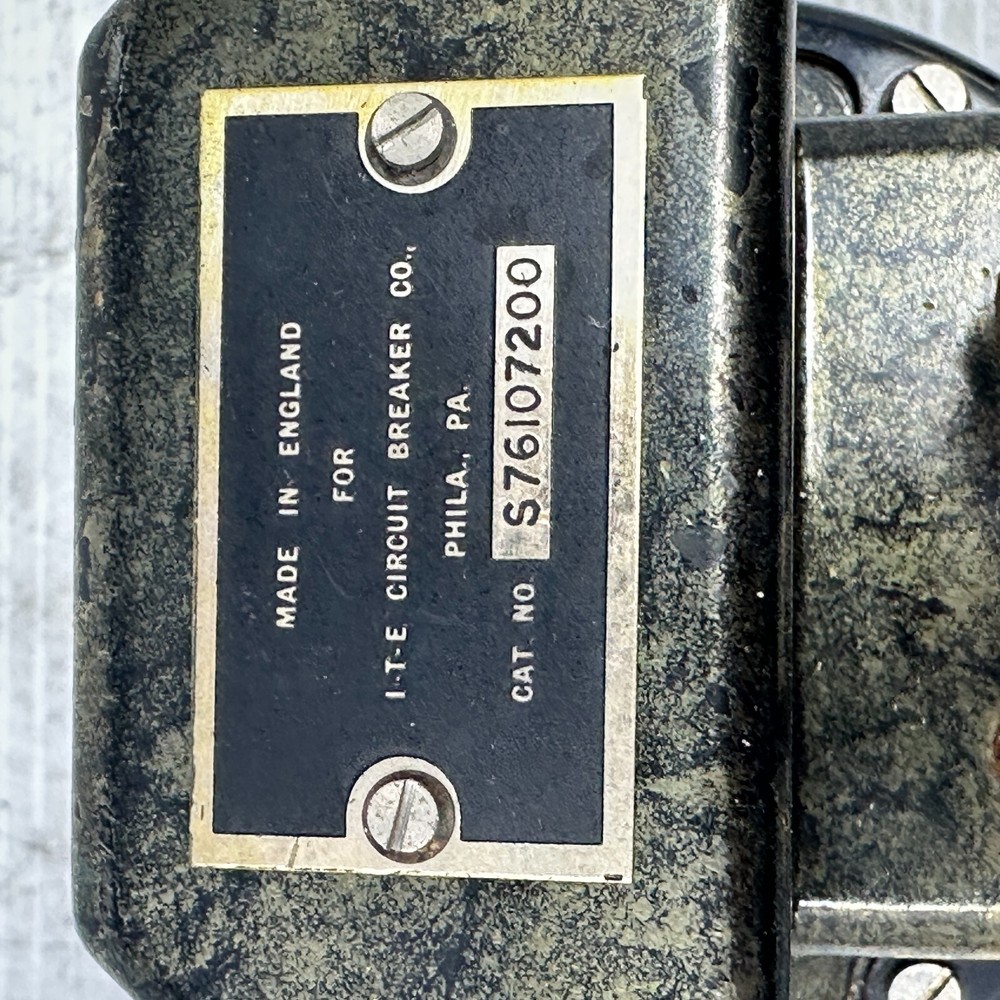 MADE IN ENGLAND
FOR
I-T-E CIRCUIT BREAKER CO.,
PHILA., PA.
CAT. NO. S76107200